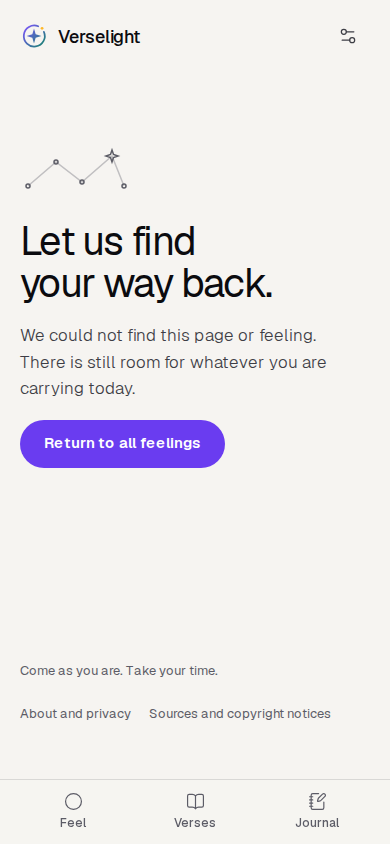 Verselight
Let us find
your way back.
We could not find this page or feeling.
There is still room for whatever you are
carrying today.
Return to all feelings
Come as you are. Take your time.
About and privacy
Sources and copyright notices
Feel
Verses
Journal